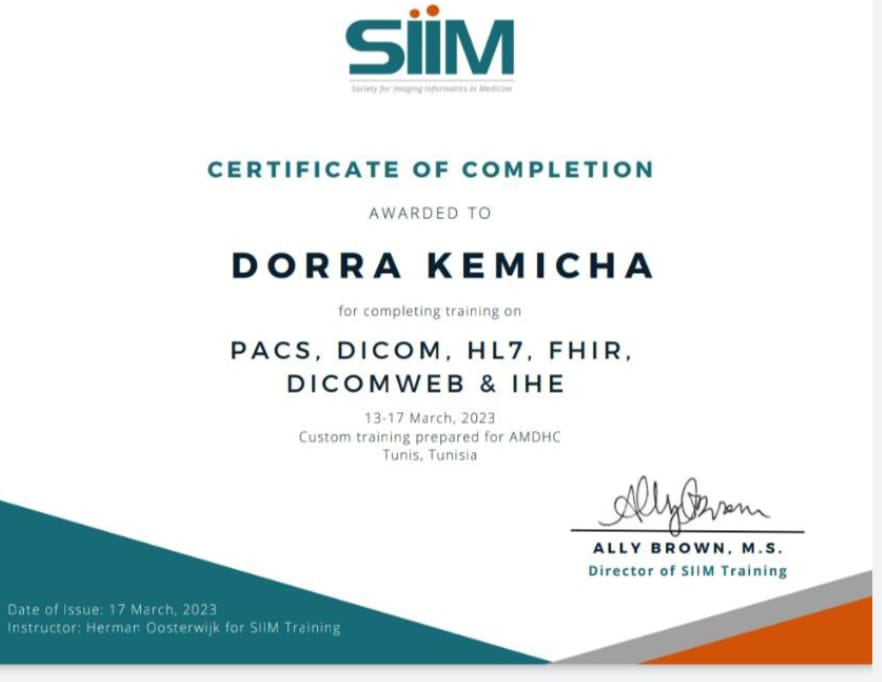 SIIM
Society for Imaging Informatics in Medicine
CERTIFICATE OF COMPLETION
AWARDED TO
DORRA KEMICHA
for completing training on
PACS, DICOM, HL7, FHIR,
DICOMWEB & IHE
13-17 March, 2023
Custom training prepared for AMDHC
Tunis, Tunisia
Ally Brown
ALLY BROWN, M.S.
Director of SIIM Training
Date of Issue: 17 March, 2023
Instructor: Herman Oosterwijk for SIIM Training